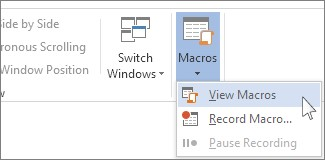 ide by Side
ronous Scrolling
Window Position
w
Switch
Windows
Macros
View Macros
Record Macro...
Pause Recording